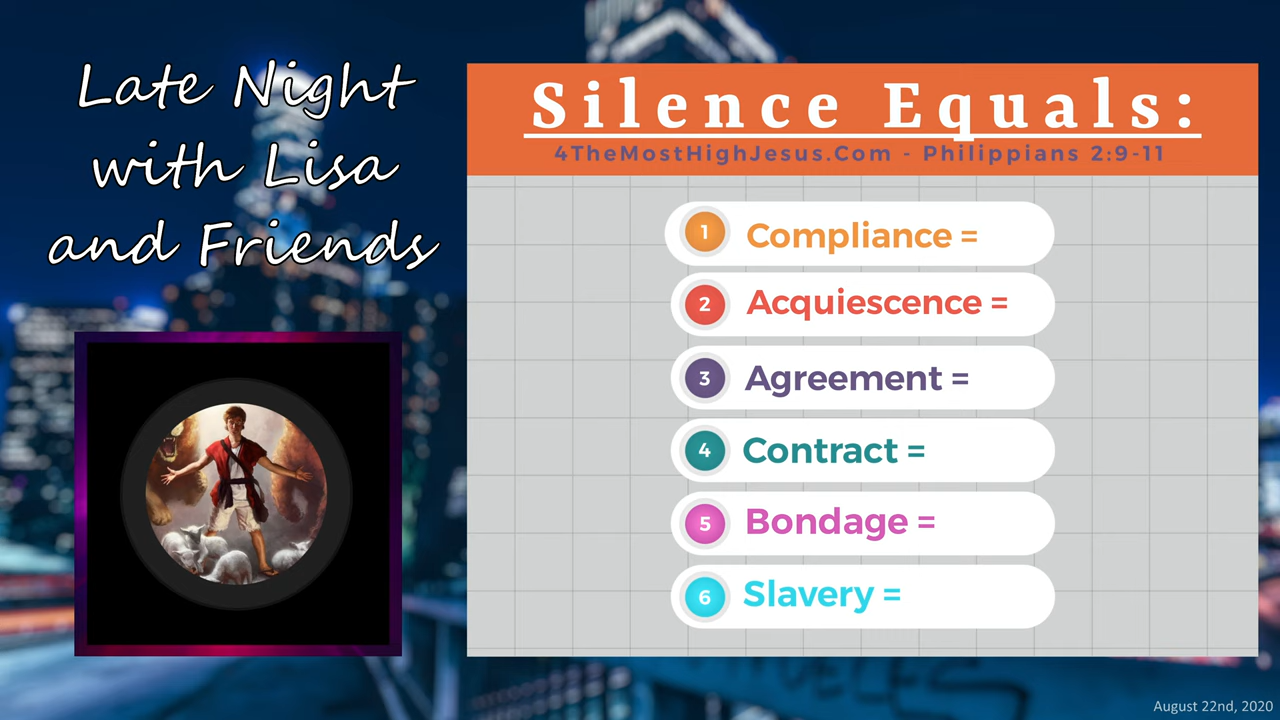 Late Night
with Lisa
and Friends
Silence Equals:
4TheMostHighJesus.Com - Philippians 2:9-11
1 Compliance =
2 Acquiescence =
3 Agreement =
4 Contract =
5 Bondage =
6 Slavery =
August 22nd, 2020